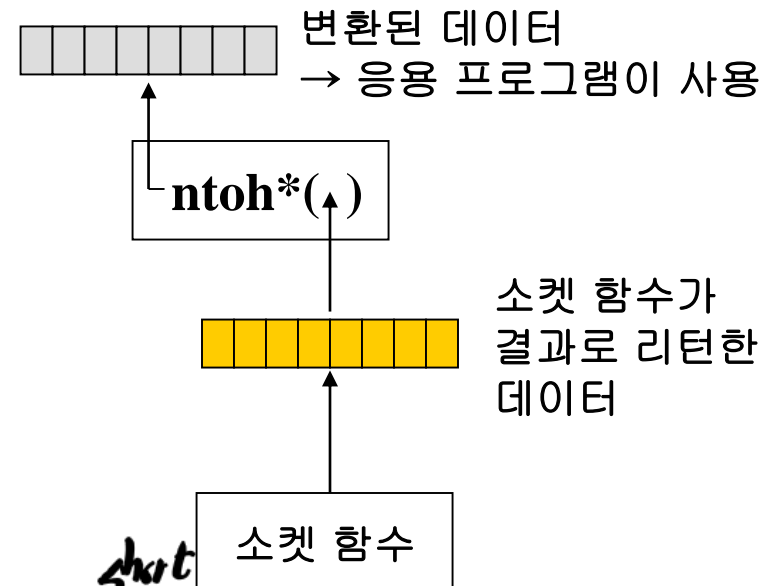 변환된 데이터
→ 응용 프로그램이 사용
ntoh*( )
소켓 함수가
결과로 리턴한
데이터
소켓 함수
short